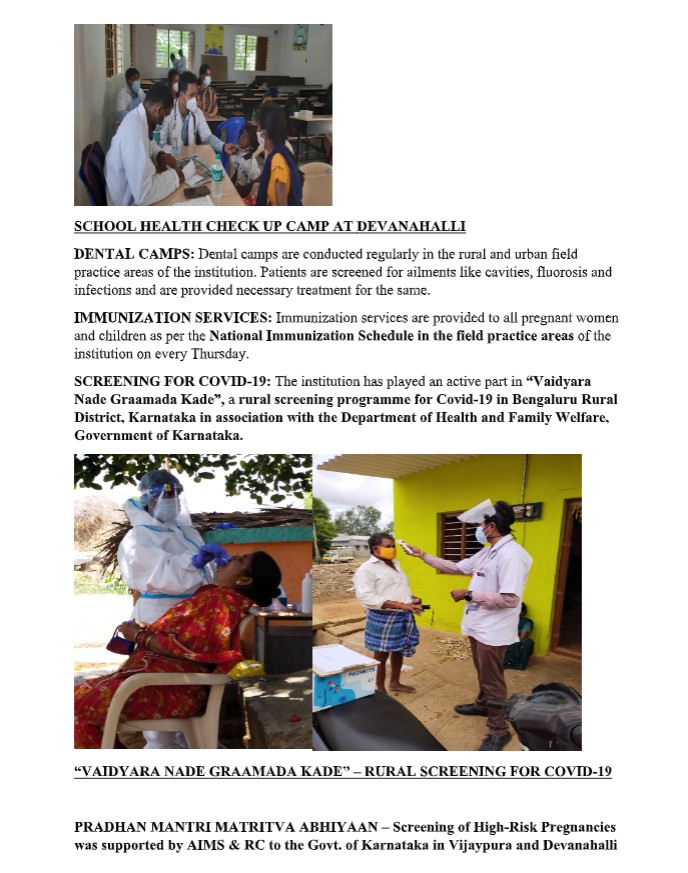 SCHOOL HEALTH CHECK UP CAMP AT DEVANAHALLI
DENTAL CAMPS: Dental camps are conducted regularly in the rural and urban field
practice areas of the institution. Patients are screened for ailments like cavities, fluorosis and
infections and are provided necessary treatment for the same.
IMMUNIZATION SERVICES: Immunization services are provided to all pregnant women
and children as per the National Immunization Schedule in the field practice areas of the
institution on every Thursday.
SCREENING FOR COVID-19: The institution has played an active part in “Vaidyara
Nade Graamada Kade”, a rural screening programme for Covid-19 in Bengaluru Rural
District, Karnataka in association with the Department of Health and Family Welfare,
Government of Karnataka.
“VAIDYARA NADE GRAAMADA KADE” – RURAL SCREENING FOR COVID-19
PRADHAN MANTRI MATRITVA ABHIYAAN – Screening of High-Risk Pregnancies
was supported by AIMS & RC to the Govt. of Karnataka in Vijaypura and Devanahalli